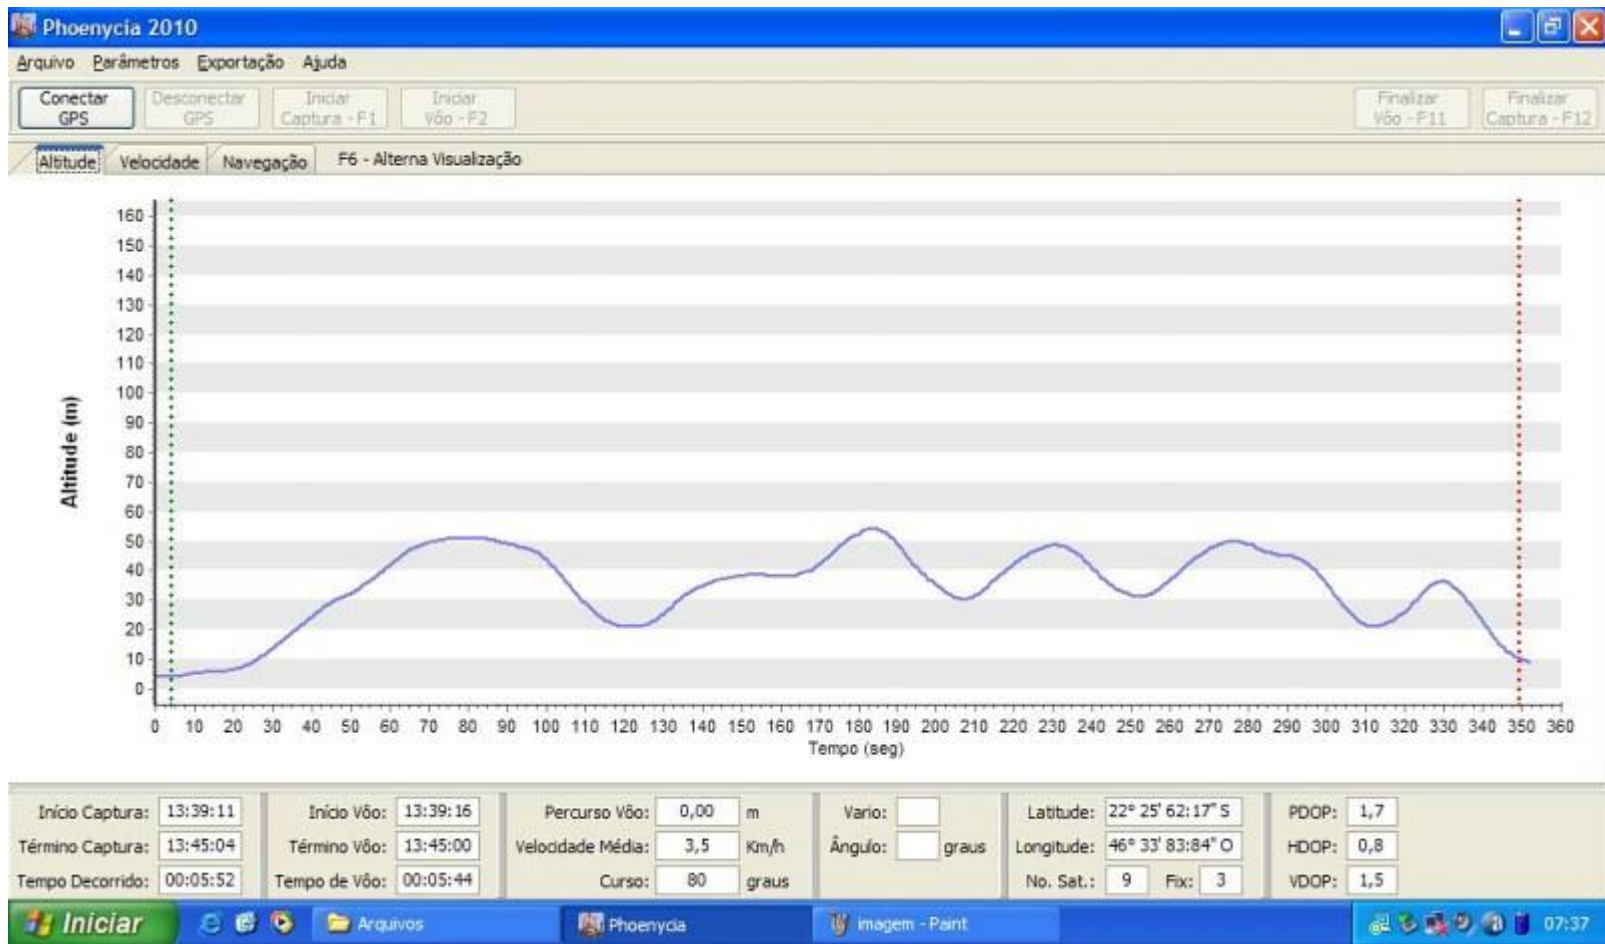 Phoenycia 2010
Arquivo Parâmetros Exportação Ajuda
Conectar GPS Desconectar GPS Iniciar Captura - F1 Iniciar Vôo - F2 Finalizar Vôo - F11 Finalizar Captura - F12
Altitude Velocidade Navegação F6 - Alterna Visualização
160
150
140
130
120
110
100
90
80
70
60
50
40
30
20
10
0
Altitude (m)
0 10 20 30 40 50 60 70 80 90 100 110 120 130 140 150 160 170 180 190 200 210 220 230 240 250 260 270 280 290 300 310 320 330 340 350 360
Tempo (seg)
Início Captura: 13:39:11 Início Vôo: 13:39:16 Percurso Vôo: 0,00 m Vario: Latitude: 22º 25' 62:17" S PDOP: 1,7
Término Captura: 13:45:04 Término Vôo: 13:45:00 Velocidade Média: 3,5 Km/h Ângulo: graus Longitude: 46º 33' 83:84" O HDOP: 0,8
Tempo Decorrido: 00:05:52 Tempo de Vôo: 00:05:44 Curso: 80 graus No. Sat.: 9 Fix: 3 VDOP: 1,5
Iniciar Arquivos Phoenycia imagem - Paint 07:37